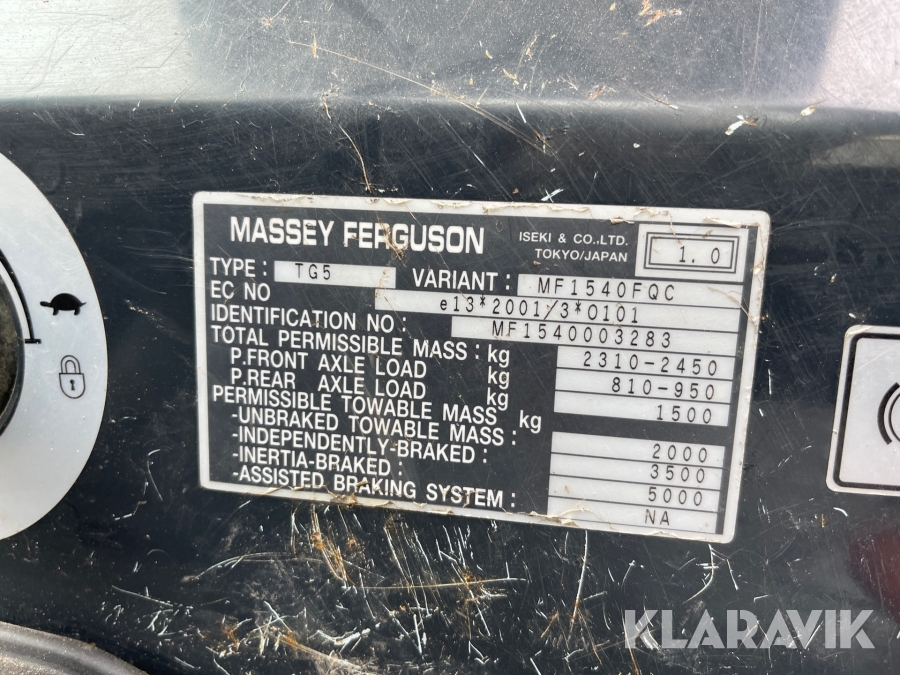 MASSEY FERGUSON
ISEKI & CO.,LTD.
TOKYO/JAPAN
1.0
TYPE : TG5 VARIANT : MF1540FQC
EC NO e13*2001/3*0101
IDENTIFICATION NO : MF1540003283
TOTAL PERMISSIBLE MASS : kg 2310-2450
P.FRONT AXLE LOAD kg 810-950
P.REAR AXLE LOAD kg 1500
PERMISSIBLE TOWABLE MASS kg
-UNBRAKED TOWABLE MASS : 2000
-INDEPENDENTLY-BRAKED : 3500
-INERTIA-BRAKED : 5000
-ASSISTED BRAKING SYSTEM : NA
KLARAVIK